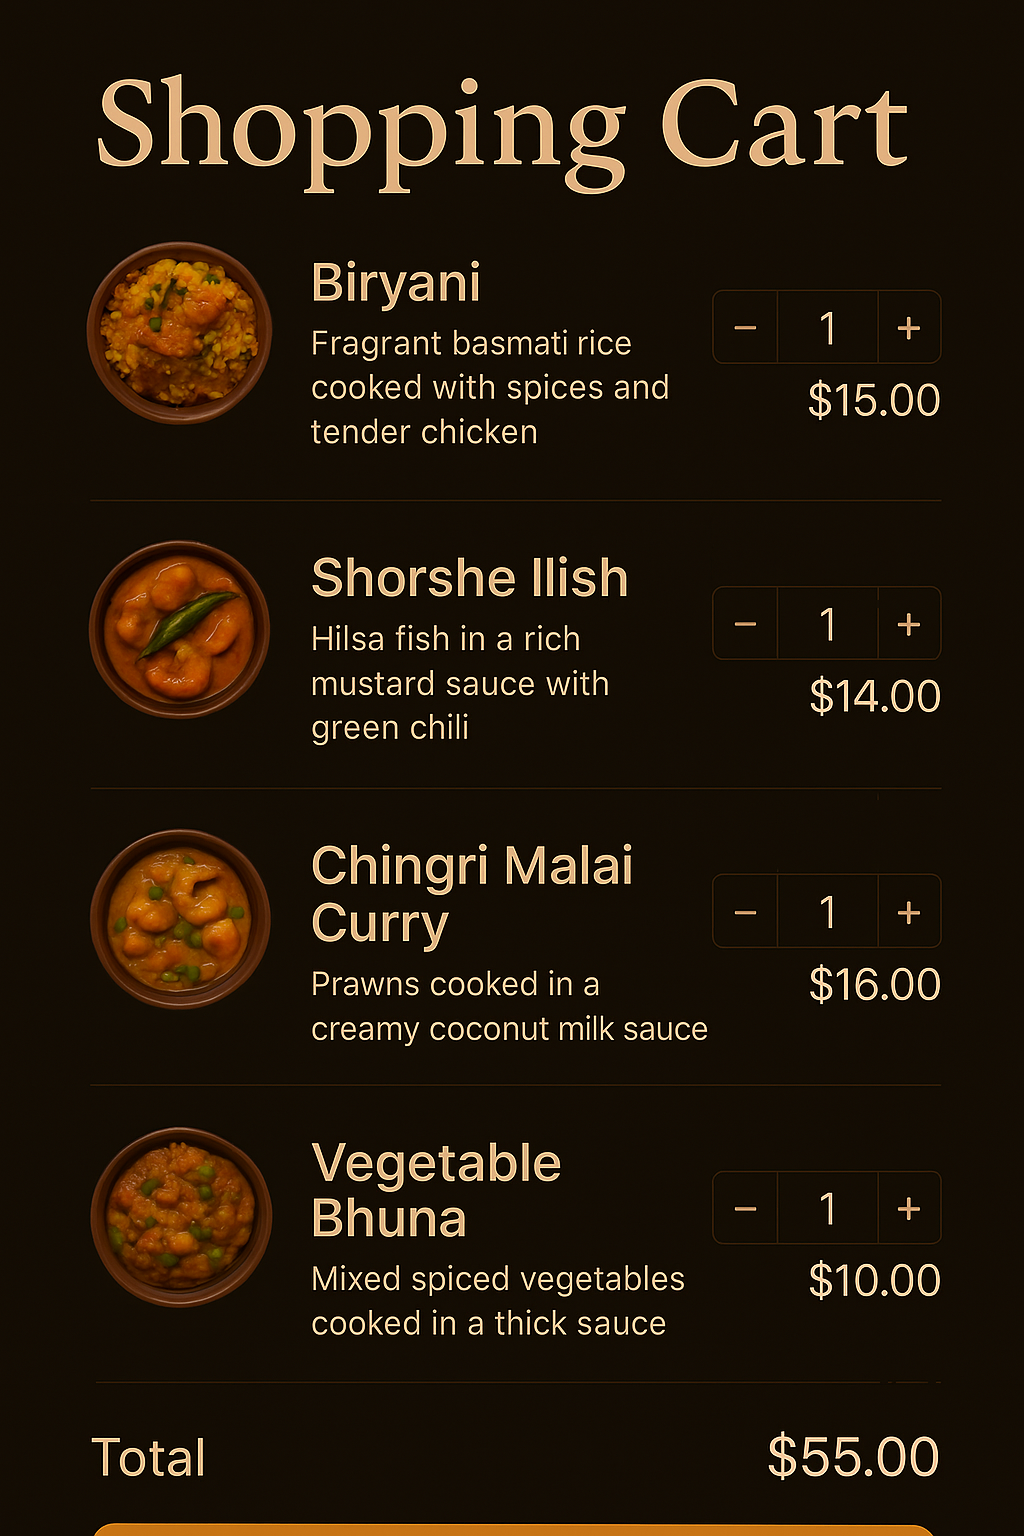 Shopping Cart
Biryani
Fragrant basmati rice
cooked with spices and
tender chicken
− 1 +
$15.00
Shorshe Ilish
Hilsa fish in a rich
mustard sauce with
green chili
− 1 +
$14.00
Chingri Malai
Curry
Prawns cooked in a
creamy coconut milk sauce
− 1 +
$16.00
Vegetable
Bhuna
Mixed spiced vegetables
cooked in a thick sauce
− 1 +
$10.00
Total $55.00